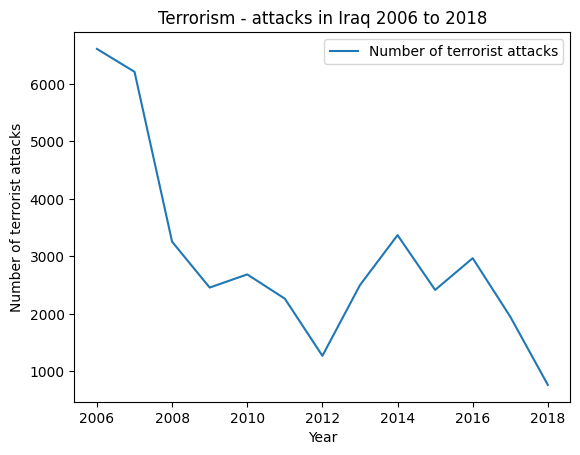 Terrorism - attacks in Iraq 2006 to 2018
Number of terrorist attacks
Number of terrorist attacks
6000
5000
4000
3000
2000
1000
2006 2008 2010 2012 2014 2016 2018
Year